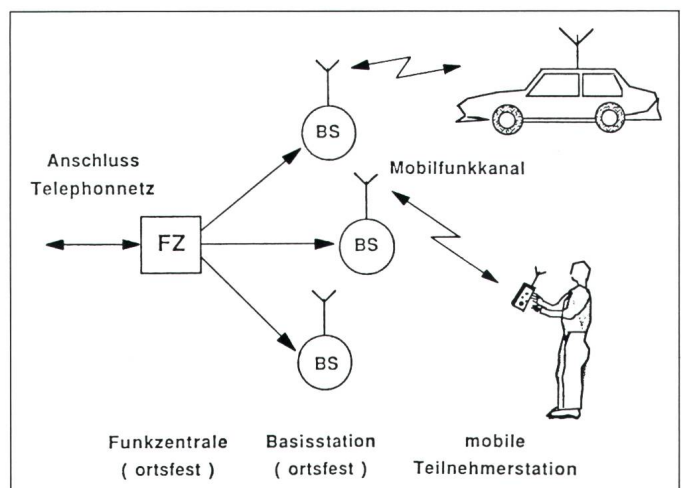 BS
Anschluss
Telephonnetz
Mobilfunkkanal
FZ
BS
BS
Funkzentrale
( ortsfest )
Basisstation
( ortsfest )
mobile
Teilnehmerstation